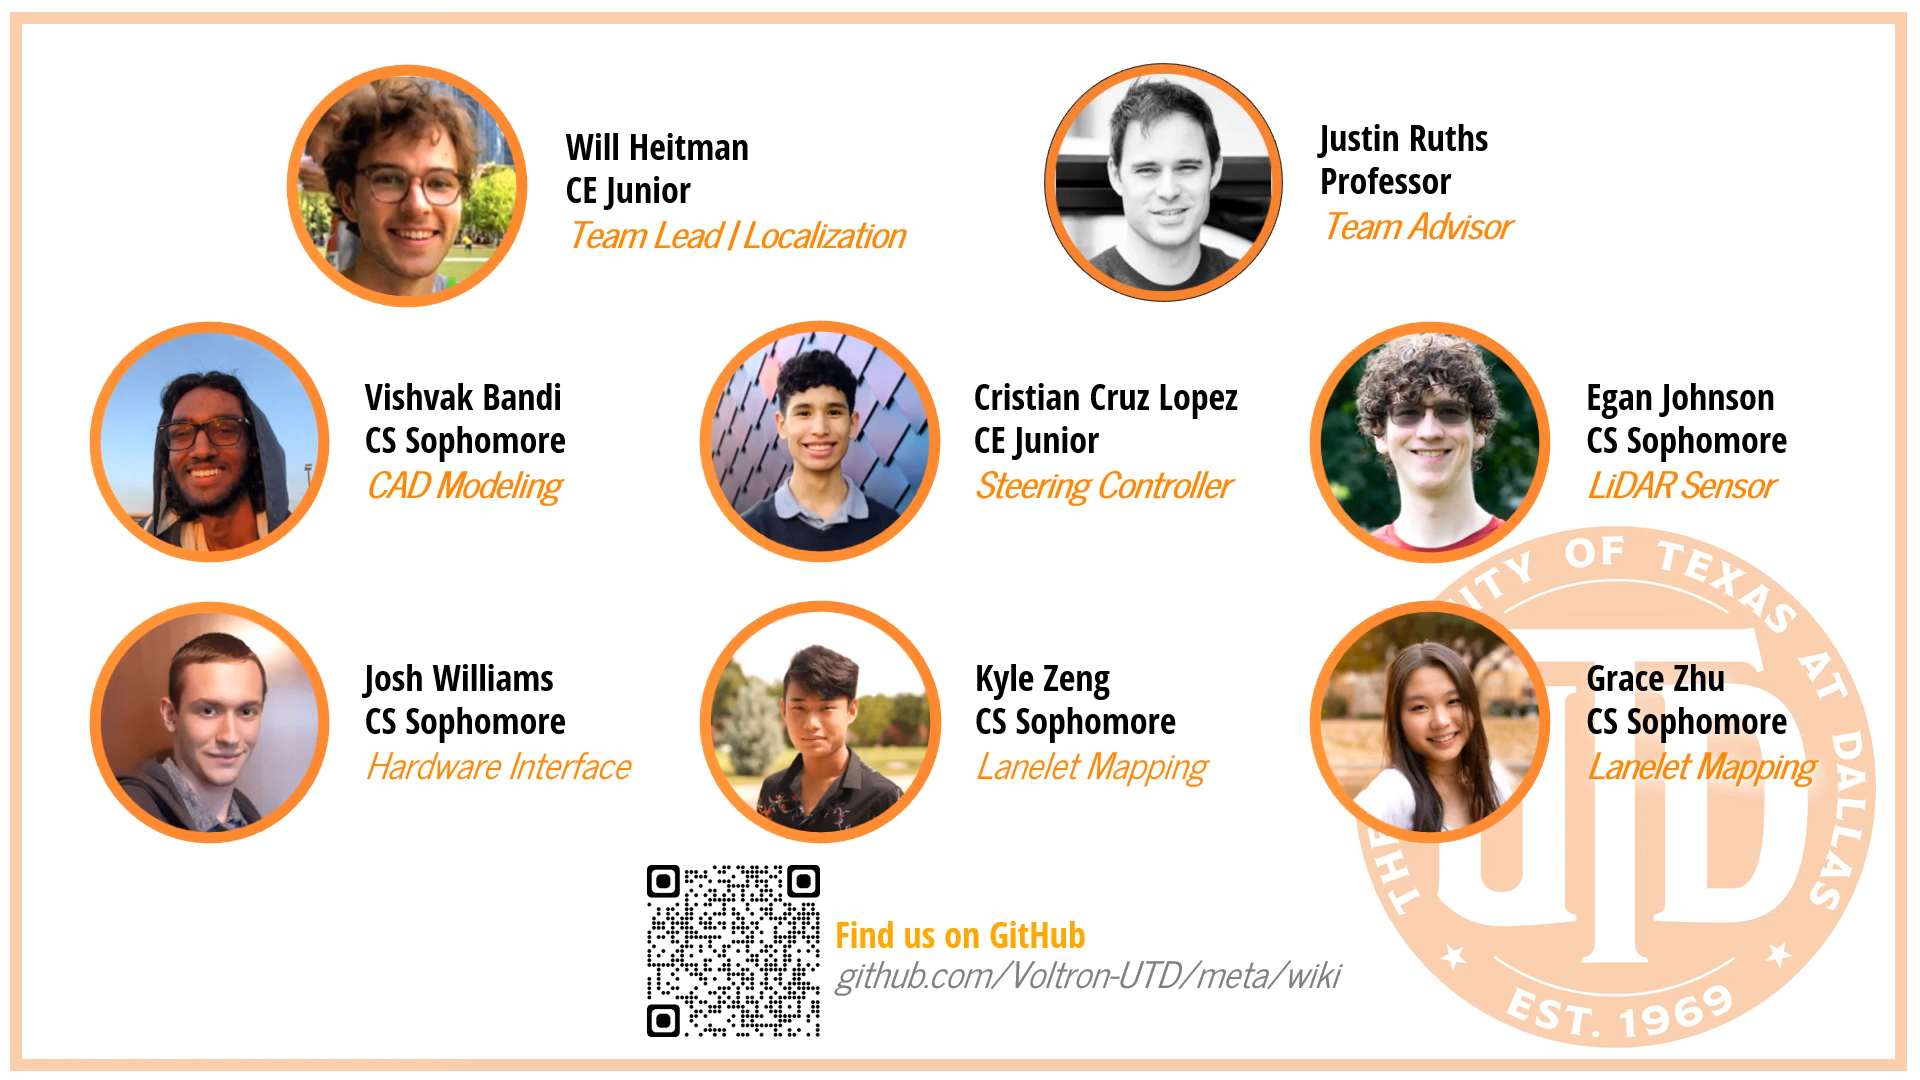 Will Heitman
CE Junior
Team Lead | Localization
Justin Ruths
Professor
Team Advisor
Vishvak Bandi
CS Sophomore
CAD Modeling
Cristian Cruz Lopez
CE Junior
Steering Controller
Egan Johnson
CS Sophomore
LiDAR Sensor
Josh Williams
CS Sophomore
Hardware Interface
Kyle Zeng
CS Sophomore
Lanelet Mapping
Grace Zhu
CS Sophomore
Lanelet Mapping
Find us on GitHub
github.com/Voltron-UTD/meta/wiki
THE ITY OF TEXAS AT DALLAS
UTD
EST. 1969